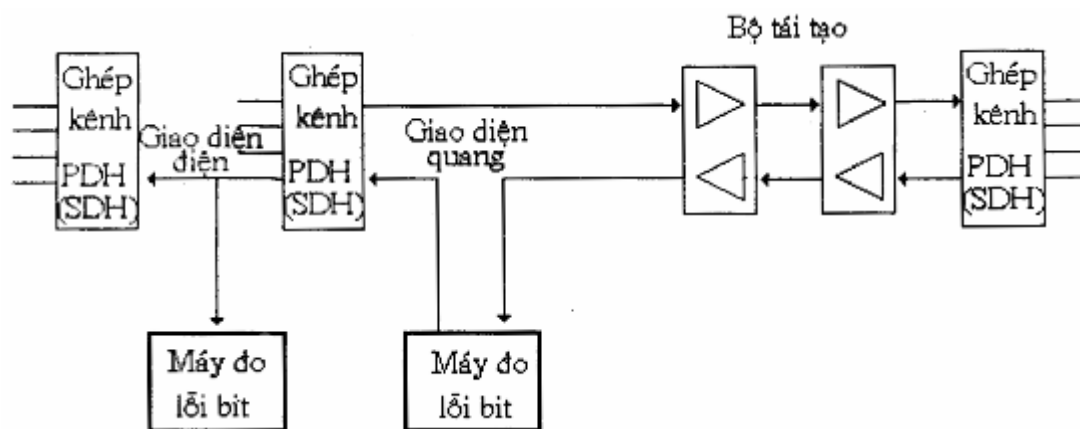 Bộ tái tạo
Ghép
kênh
PDH
(SDH)
Giao diện
điện
Ghép
kênh
PDH
(SDH)
Giao diện
quang
Ghép
kênh
PDH
(SDH)
Máy đo
lỗi bit
Máy đo
lỗi bit